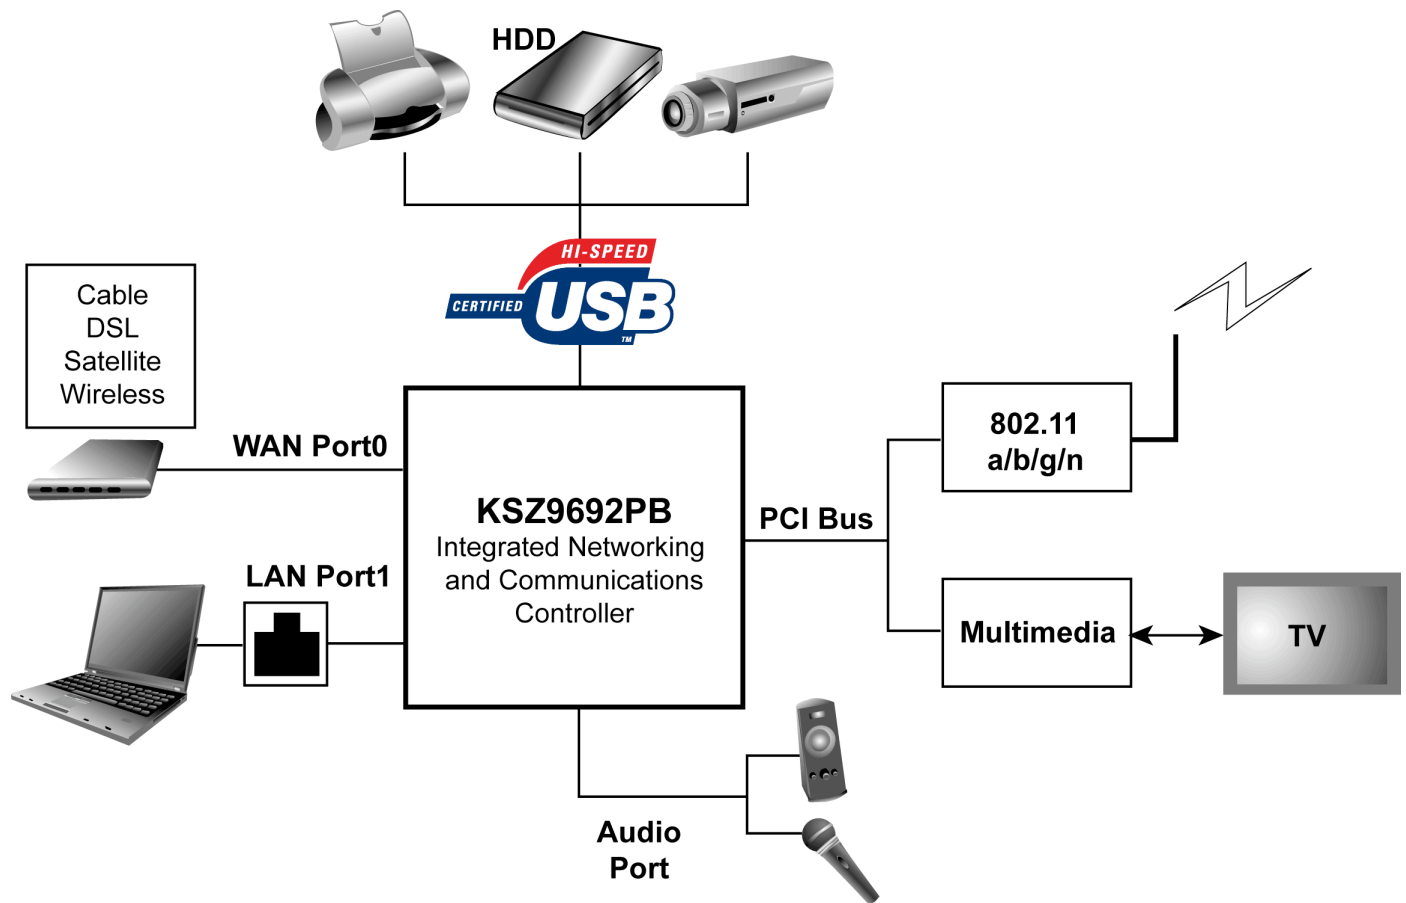 HDD
HI-SPEED
CERTIFIED
USB
TM
Cable
DSL
Satellite
Wireless
WAN Port0
LAN Port1
KSZ9692PB
Integrated Networking
and Communications
Controller
PCI Bus
802.11
a/b/g/n
Multimedia
TV
Audio
Port